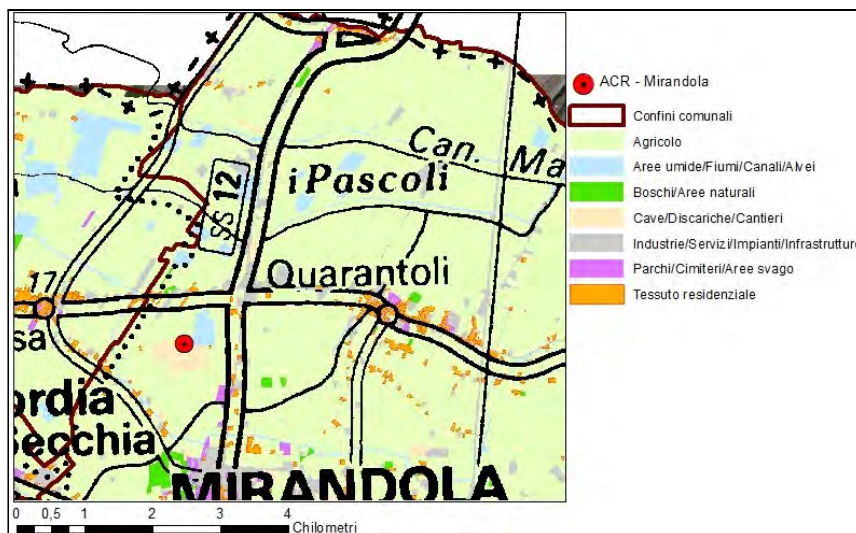 Can. Ma
SS 12
i Pascoli
17
Quarantoli
sa
ordia
Secchia
MIRANDOLA
ACR - Mirandola
Confini comunali
Agricolo
Aree umide/Fiumi/Canali/Alvei
Boschi/Aree naturali
Cave/Discariche/Cantieri
Industrie/Servizi/Impianti/Infrastrutture
Parchi/Cimiteri/Aree svago
Tessuto residenziale
0 0,5 1 2 3 4
Chilometri